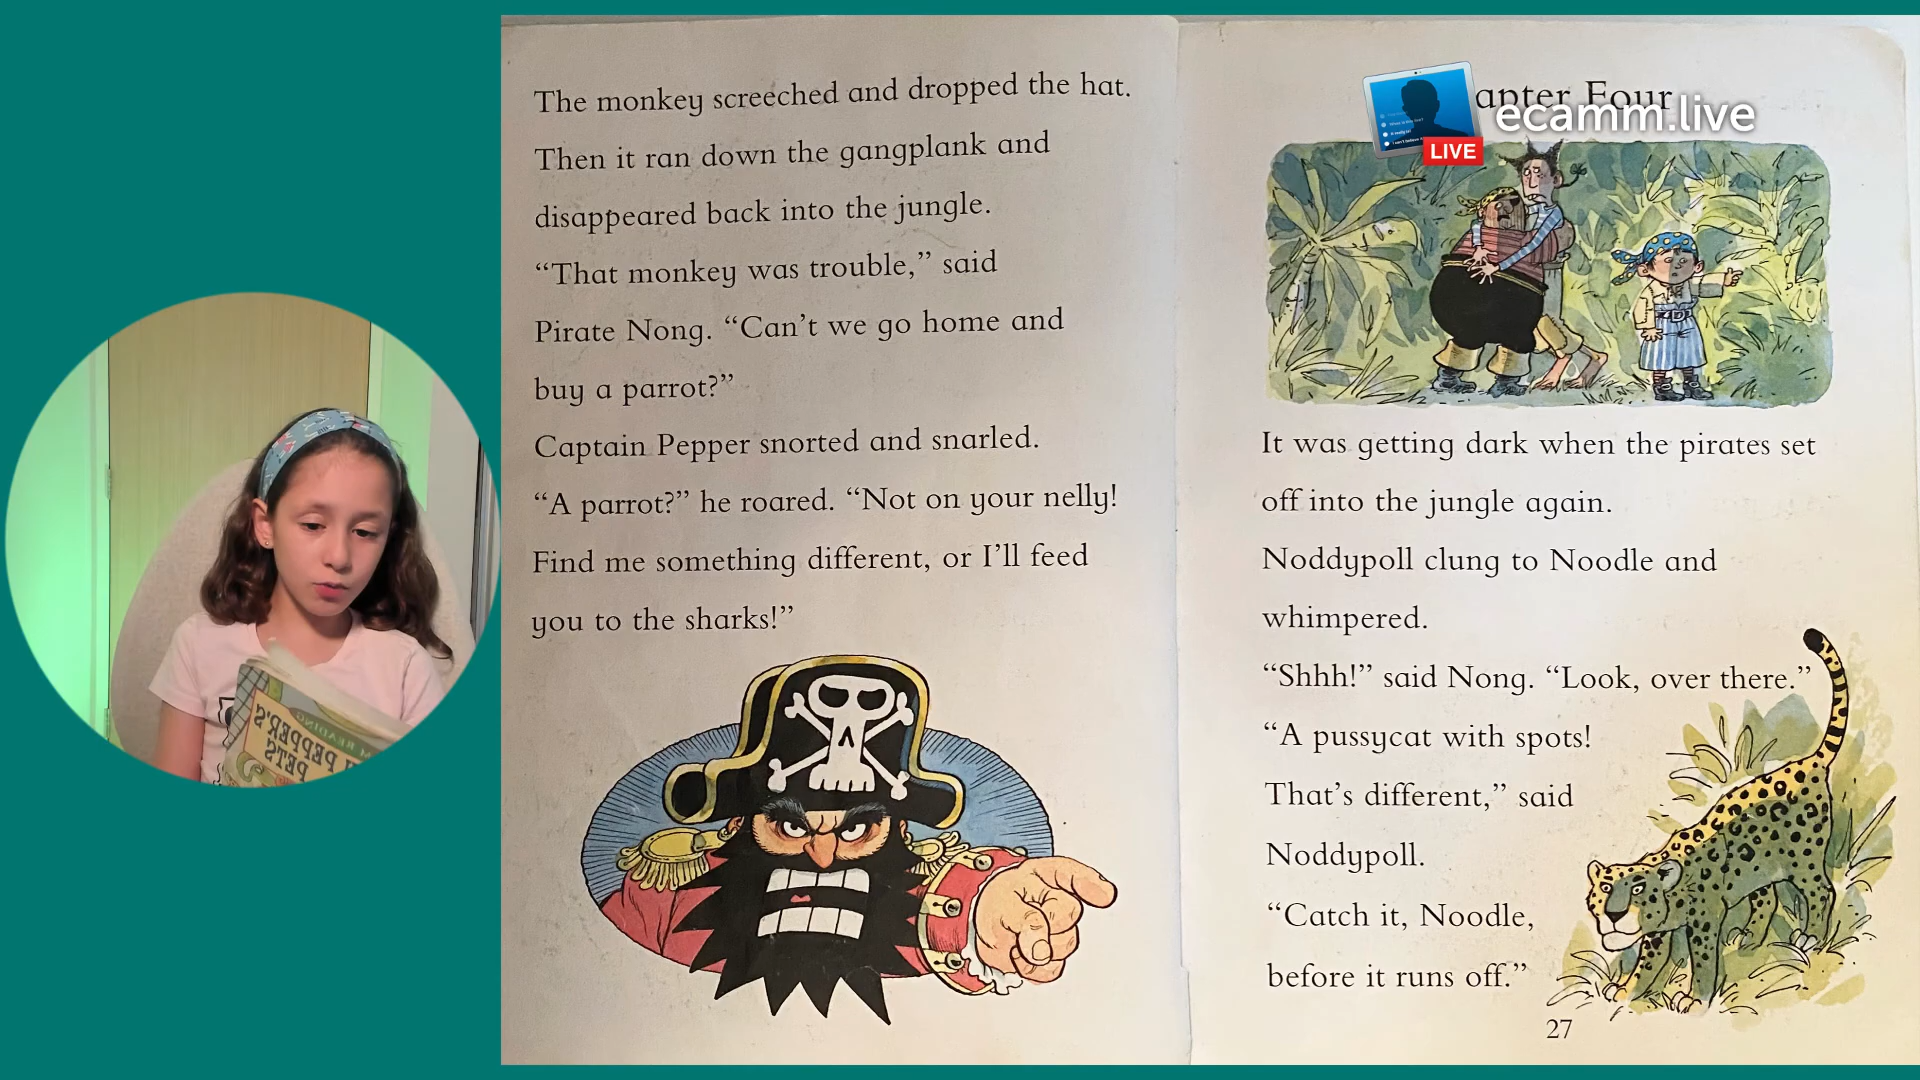 The monkey screeched and dropped the hat.
Then it ran down the gangplank and
disappeared back into the jungle.
“That monkey was trouble,” said
Pirate Nong. “Can’t we go home and
buy a parrot?”
Captain Pepper snorted and snarled.
“A parrot?” he roared. “Not on your nelly!
Find me something different, or I’ll feed
you to the sharks!”
apter Four
ecamm.live
LIVE
It was getting dark when the pirates set
off into the jungle again.
Noddypoll clung to Noodle and
whimpered.
“Shhh!” said Nong. “Look, over there.”
“A pussycat with spots!
That’s different,” said
Noddypoll.
“Catch it, Noodle,
before it runs off.”
27
READING
PEPPER'S
PETS